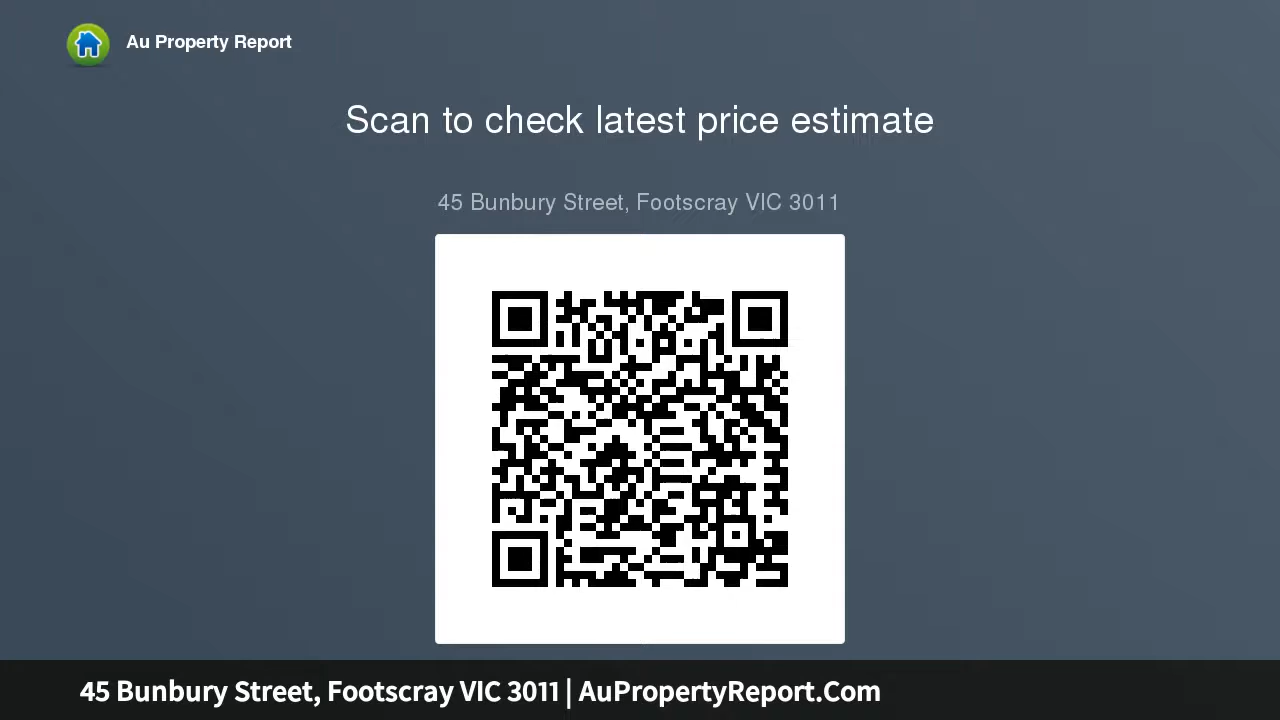 Au Property Report
Scan to check latest price estimate
45 Bunbury Street, Footscray VIC 3011
45 Bunbury Street, Footscray VIC 3011 | AuPropertyReport.Com